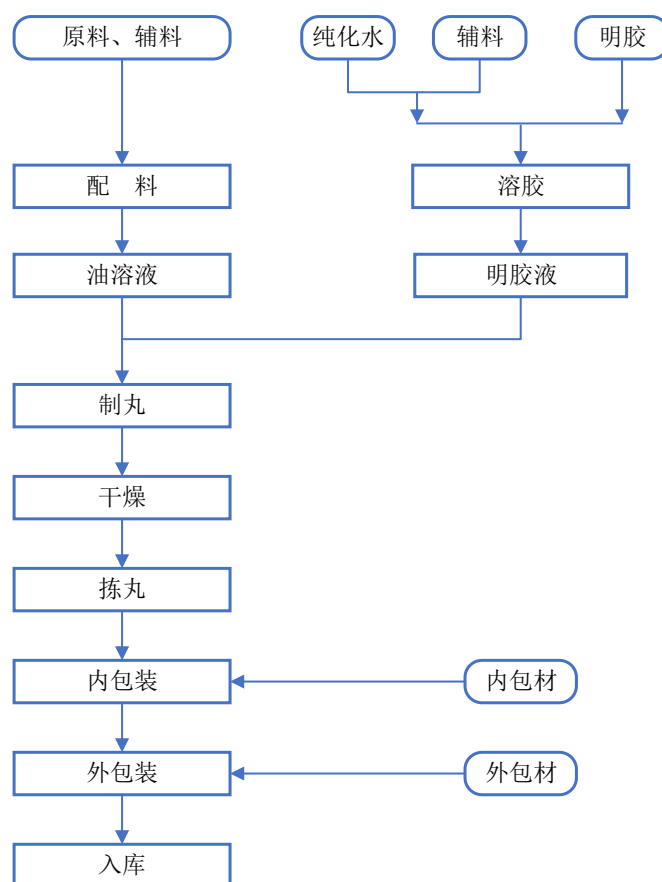 原料、辅料
纯化水
辅料
明胶
配 料
溶胶
油溶液
明胶液
制丸
干燥
拣丸
内包装
内包材
外包装
外包材
入库